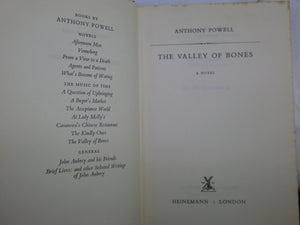 BOOKS BY
ANTHONY POWELL
NOVELS
Afternoon Men
Venusberg
From a View to a Death
Agents and Patients
What's Become of Waring
THE MUSIC OF TIME
A Question of Upbringing
A Buyer's Market
The Acceptance World
At Lady Molly's
Casanova's Chinese Restaurant
The Kindly Ones
The Valley of Bones
GENERAL
John Aubrey and his Friends
Brief Lives: and other Selected Writings
of John Aubrey
ANTHONY POWELL
THE VALLEY OF BONES
A NOVEL
HEINEMANN : LONDON